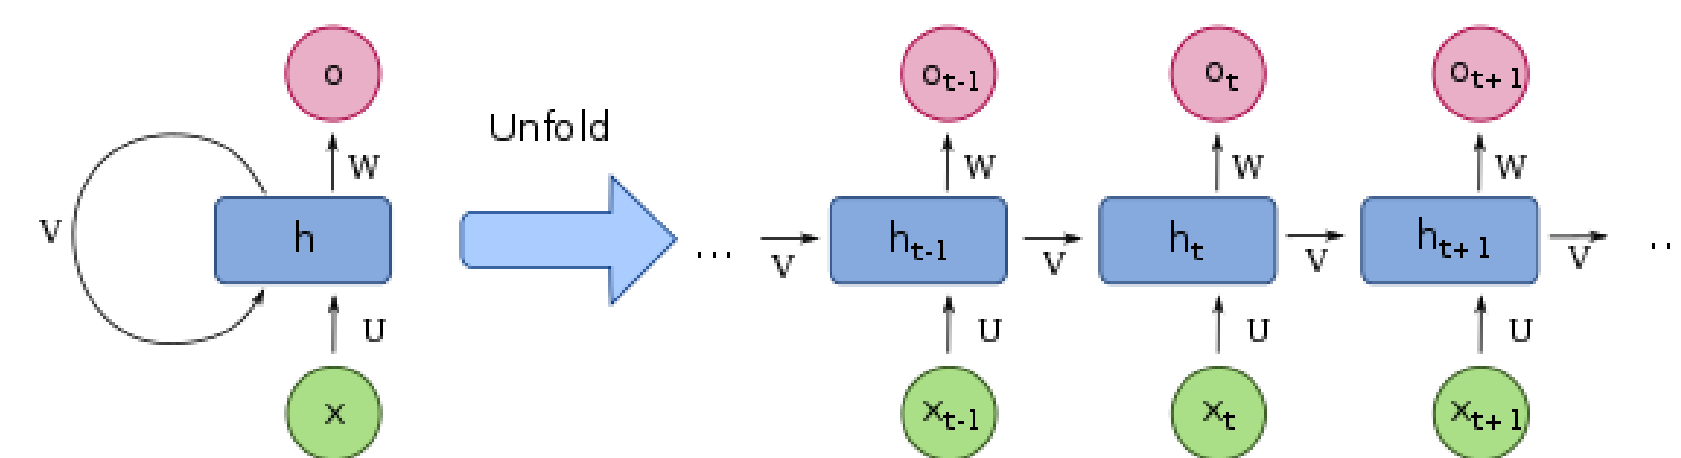 o o_t-1 o_t o_t+1
Unfold
W W W W
V h ... V h_t-1 V h_t V h_t+1 V ..
U U U U
x x_t-1 x_t x_t+1